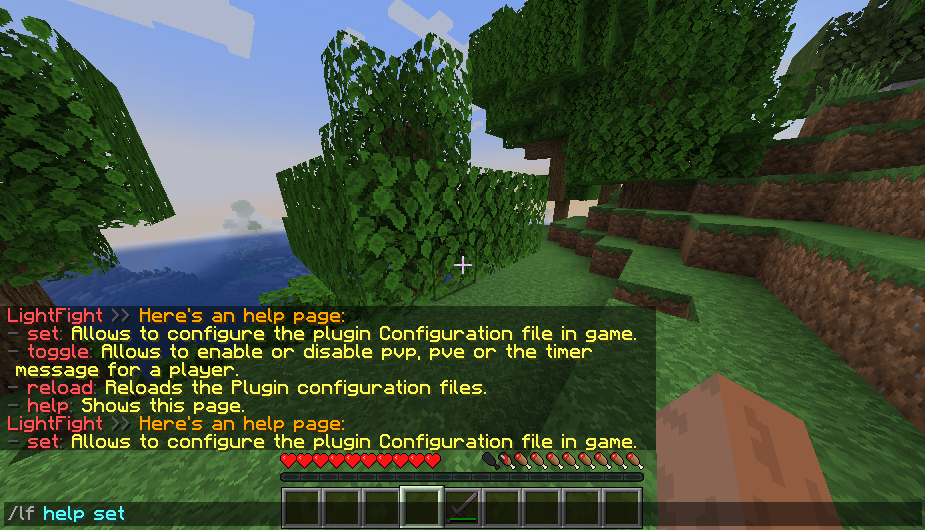 LightFight >> Here's an help page:
- set: Allows to configure the plugin Configuration file in game.
- toggle: Allows to enable or disable pvp, pve or the timer
message for a player.
- reload: Reloads the Plugin configuration files.
- help: Shows this page.
LightFight >> Here's an help page:
- set: Allows to configure the plugin Configuration file in game.
/lf help set